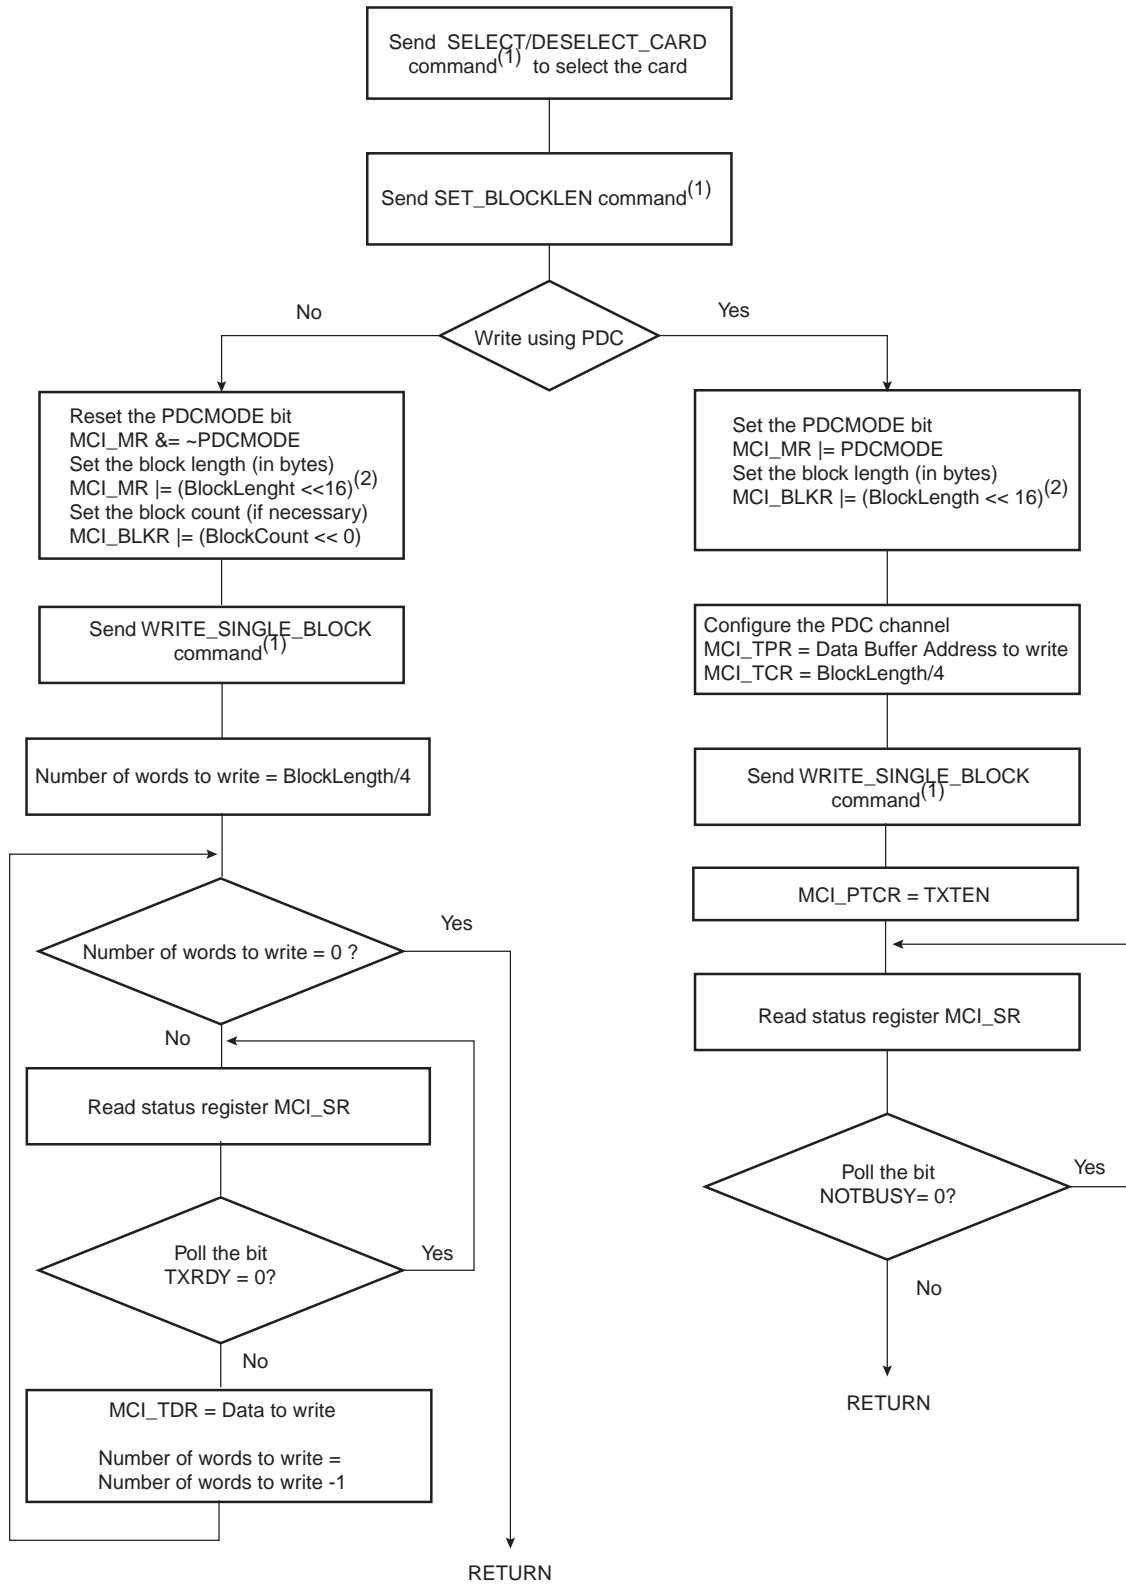 Send SELECT/DESELECT_CARD
command(1) to select the card
Send SET_BLOCKLEN command(1)
No
Yes
Write using PDC
Reset the PDCMODE bit
MCI_MR &= ~PDCMODE
Set the block length (in bytes)
MCI_MR |= (BlockLenght <<16)(2)
Set the block count (if necessary)
MCI_BLKR |= (BlockCount << 0)
Send WRITE_SINGLE_BLOCK
command(1)
Number of words to write = BlockLength/4
Number of words to write = 0 ?
Yes
No
Read status register MCI_SR
Poll the bit
TXRDY = 0?
Yes
No
MCI_TDR = Data to write
Number of words to write =
Number of words to write -1
RETURN
Set the PDCMODE bit
MCI_MR |= PDCMODE
Set the block length (in bytes)
MCI_BLKR |= (BlockLength << 16)(2)
Configure the PDC channel
MCI_TPR = Data Buffer Address to write
MCI_TCR = BlockLength/4
Send WRITE_SINGLE_BLOCK
command(1)
MCI_PTCR = TXTEN
Read status register MCI_SR
Poll the bit
NOTBUSY= 0?
Yes
No
RETURN